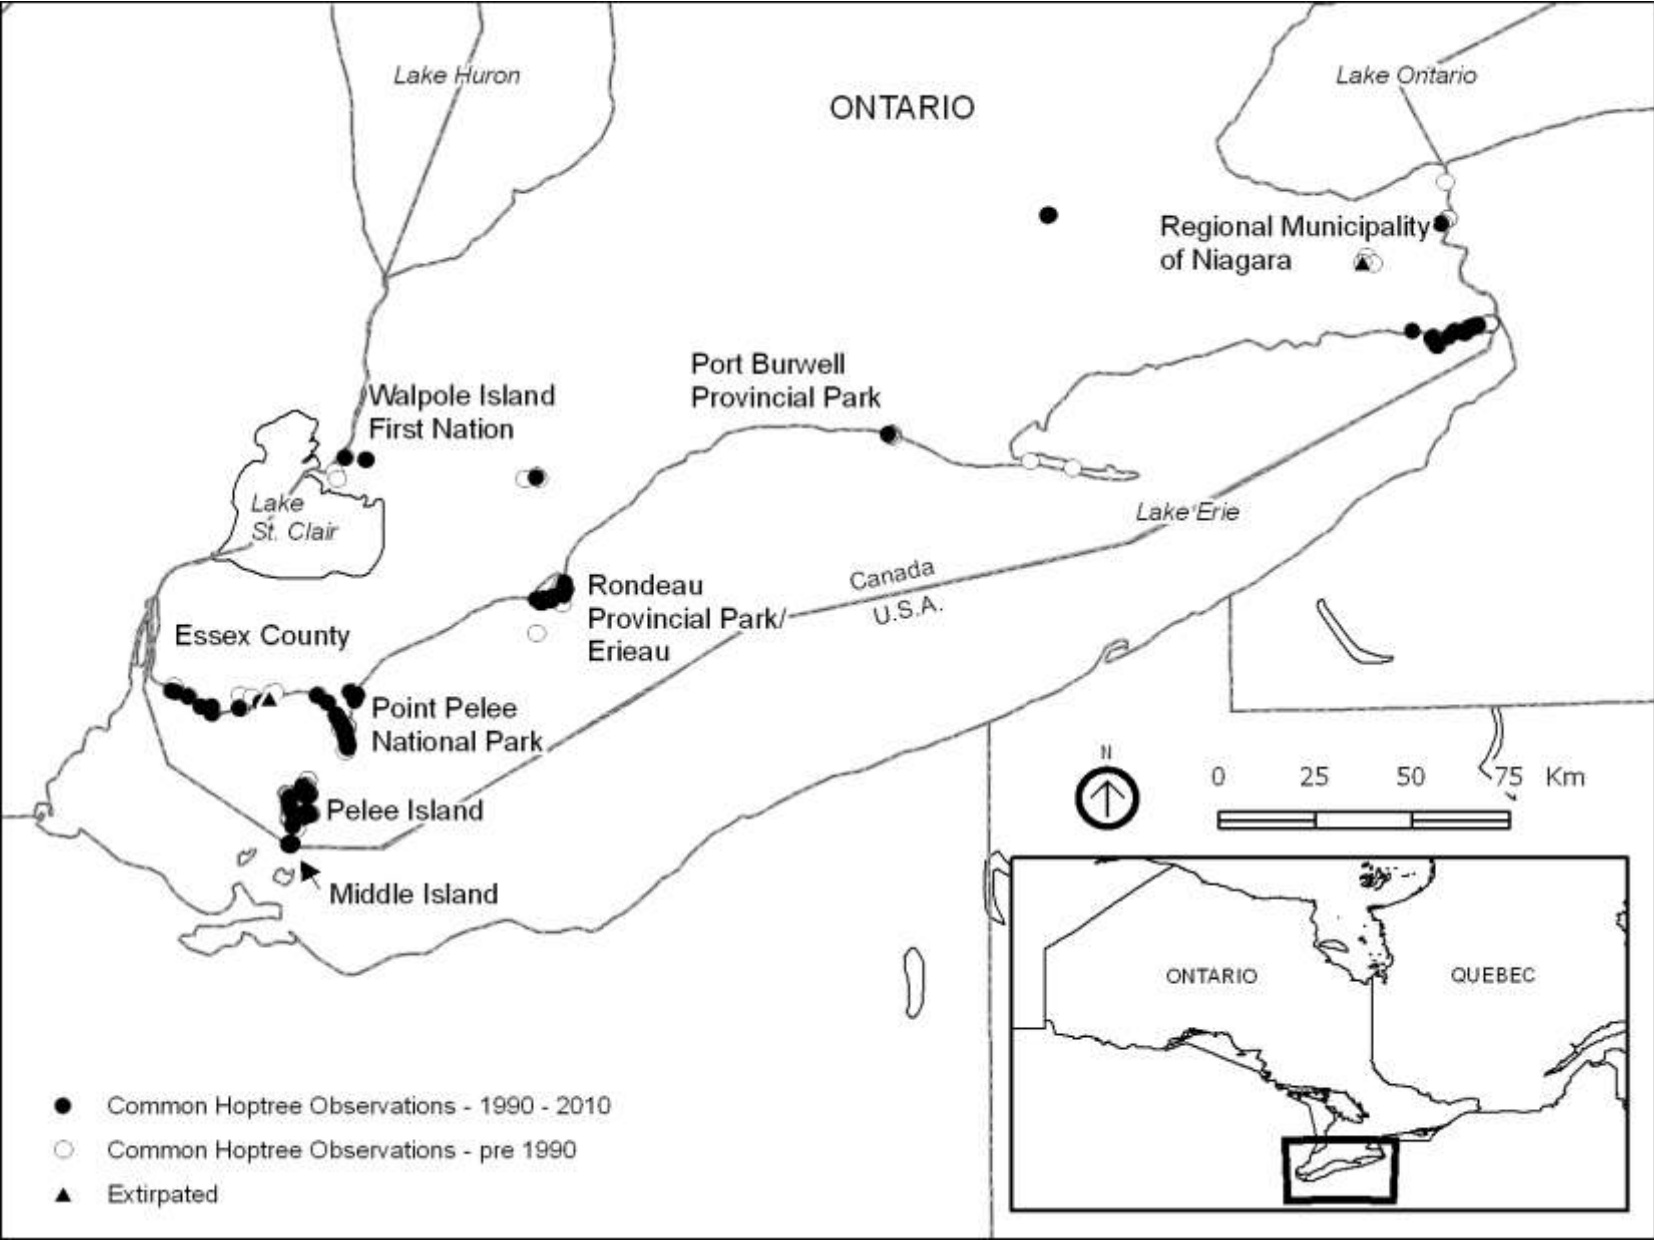 Lake Huron
ONTARIO
Lake Ontario
Regional Municipality
of Niagara
Port Burwell
Provincial Park
Walpole Island
First Nation
Lake
St. Clair
Lake Erie
Canada
U.S.A.
Rondeau
Provincial Park/
Erieau
Essex County
Point Pelee
National Park
Pelee Island
Middle Island
N
0 25 50 75 Km
ONTARIO
QUEBEC
Common Hoptree Observations - 1990 - 2010
Common Hoptree Observations - pre 1990
Extirpated